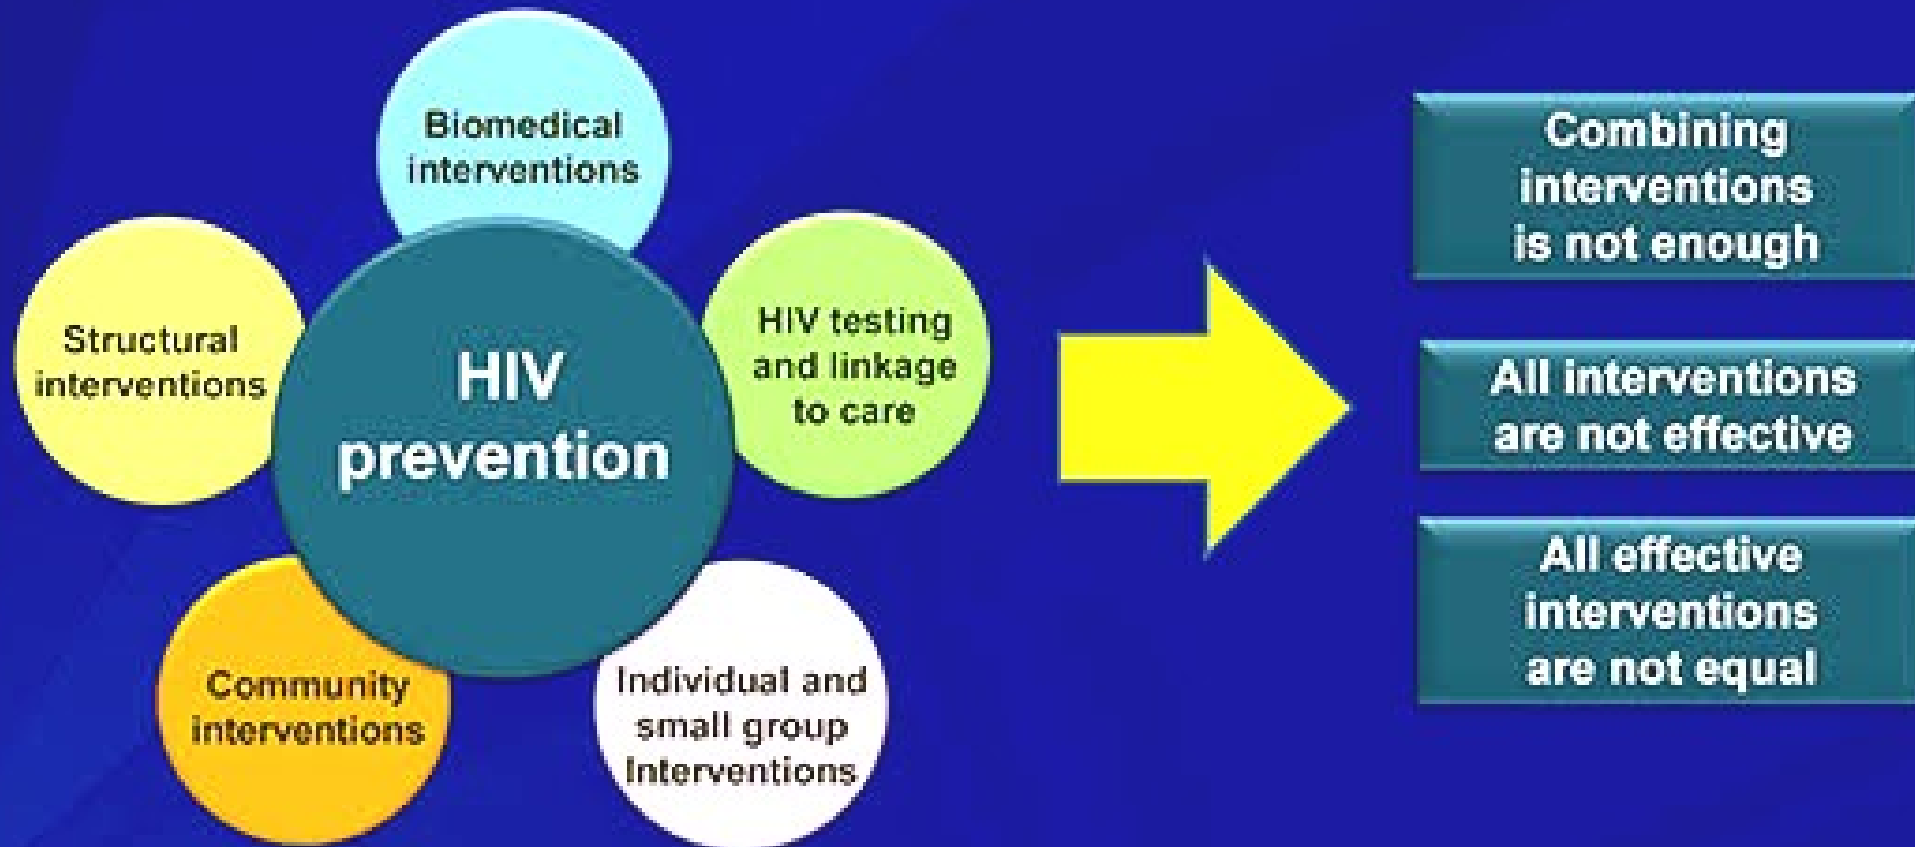 Biomedical
interventions
Structural
interventions
HIV
prevention
HIV testing
and linkage
to care
Community
interventions
Individual and
small group
Interventions
Combining
interventions
is not enough
All interventions
are not effective
All effective
interventions
are not equal